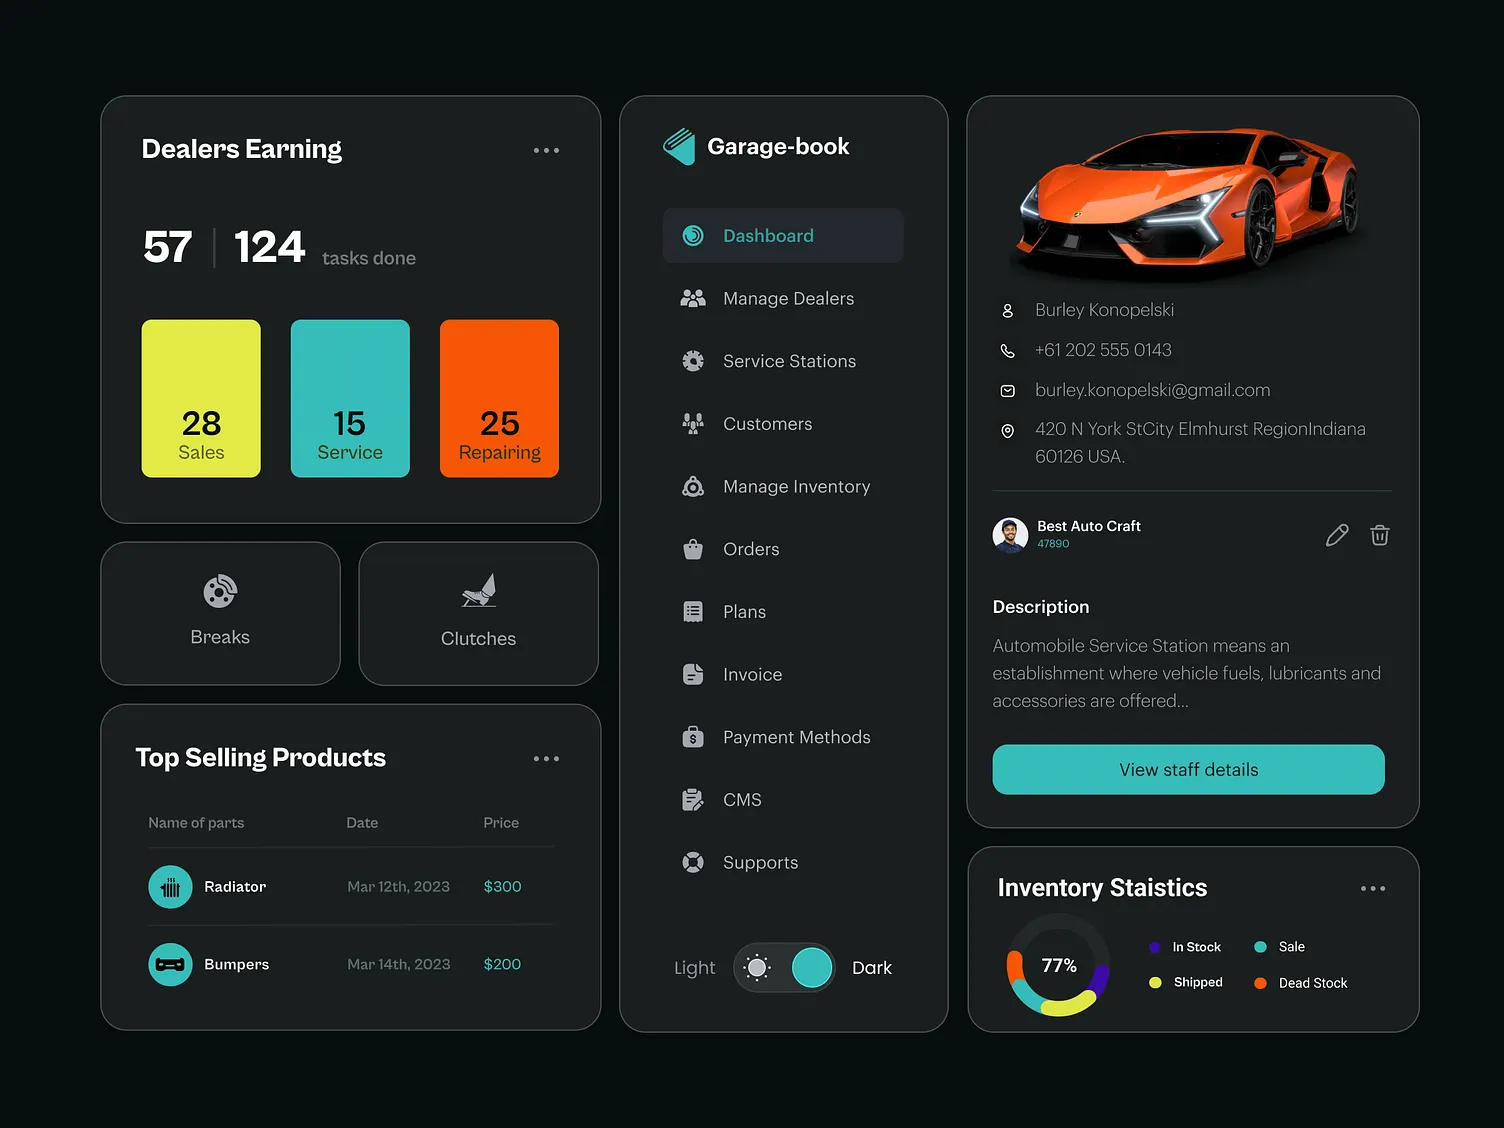 Dealers Earning
57 | 124 tasks done
28
Sales
15
Service
25
Repairing
Breaks
Clutches
Top Selling Products
Name of parts Date Price
Radiator Mar 12th, 2023 $300
Bumpers Mar 14th, 2023 $200
Garage-book
Dashboard
Manage Dealers
Service Stations
Customers
Manage Inventory
Orders
Plans
Invoice
Payment Methods
CMS
Supports
Light Dark
Burley Konopelski
+61 202 555 0143
burley.konopelski@gmail.com
420 N York StCity Elmhurst RegionIndiana
60126 USA.
Best Auto Craft
47890
Description
Automobile Service Station means an
establishment where vehicle fuels, lubricants and
accessories are offered...
View staff details
Inventory Staistics
77%
In Stock Sale
Shipped Dead Stock